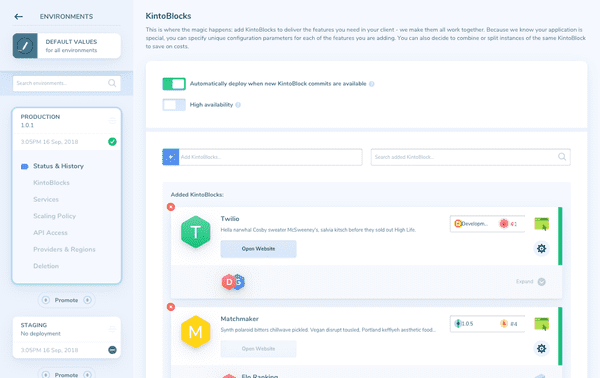 ENVIRONMENTS
DEFAULT VALUES
for all environments
Search environments...
PRODUCTION
1.0.1
3:05PM 16 Sep, 2018
Status & History
KintoBlocks
Services
Scaling Policy
API Access
Providers & Regions
Deletion
Promote
STAGING
No deployment
3:05PM 16 Sep, 2018
Promote
KintoBlocks
This is where the magic happens: add KintoBlocks to deliver the features you need in your client - we make them all work together. Because we know your application is
special, you can specify unique configuration parameters for each of the features you are adding. You can also decide to combine or split instances of the same KintoBlock
to save on costs.
Automatically deploy when new KintoBlock commits are available
High availability
Add KintoBlocks...
Search added KintoBlock...
Added KintoBlocks:
T
Twilio
Hella narwhal Cosby sweater McSweeney's, salvia kitsch before they sold out High Life.
Open Website
Developm...
#1
D G
Expand
M
Matchmaker
Synth polaroid bitters chillwave pickled. Vegan disrupt tousled. Portland keffiyeh aesthetic food...
Open Website
1.0.5
#4
Elo Ranking